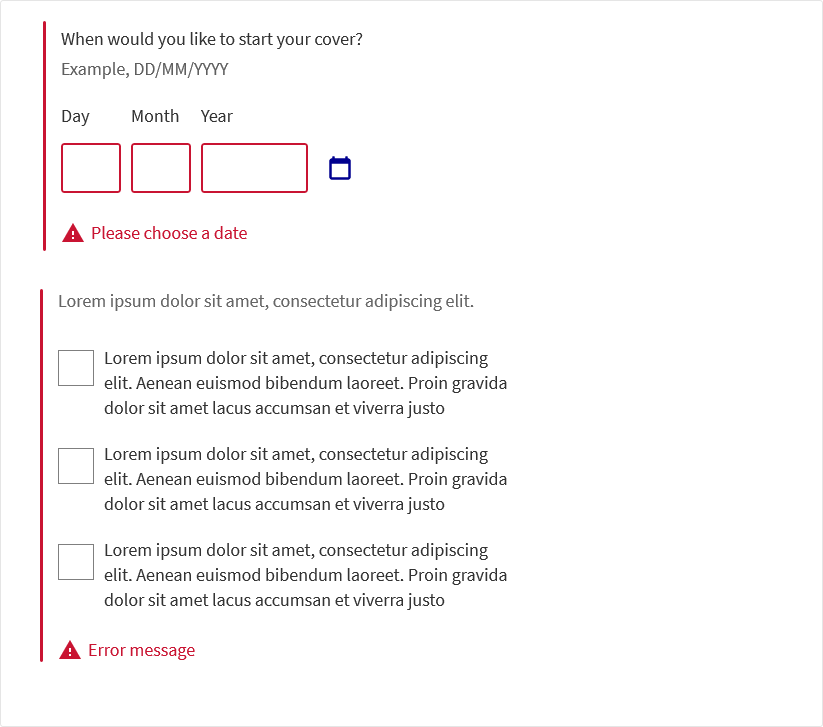 When would you like to start your cover?
Example, DD/MM/YYYY
Day Month Year
Please choose a date
Lorem ipsum dolor sit amet, consectetur adipiscing elit.
Lorem ipsum dolor sit amet, consectetur adipiscing
elit. Aenean euismod bibendum laoreet. Proin gravida
dolor sit amet lacus accumsan et viverra justo
Lorem ipsum dolor sit amet, consectetur adipiscing
elit. Aenean euismod bibendum laoreet. Proin gravida
dolor sit amet lacus accumsan et viverra justo
Lorem ipsum dolor sit amet, consectetur adipiscing
elit. Aenean euismod bibendum laoreet. Proin gravida
dolor sit amet lacus accumsan et viverra justo
Error message